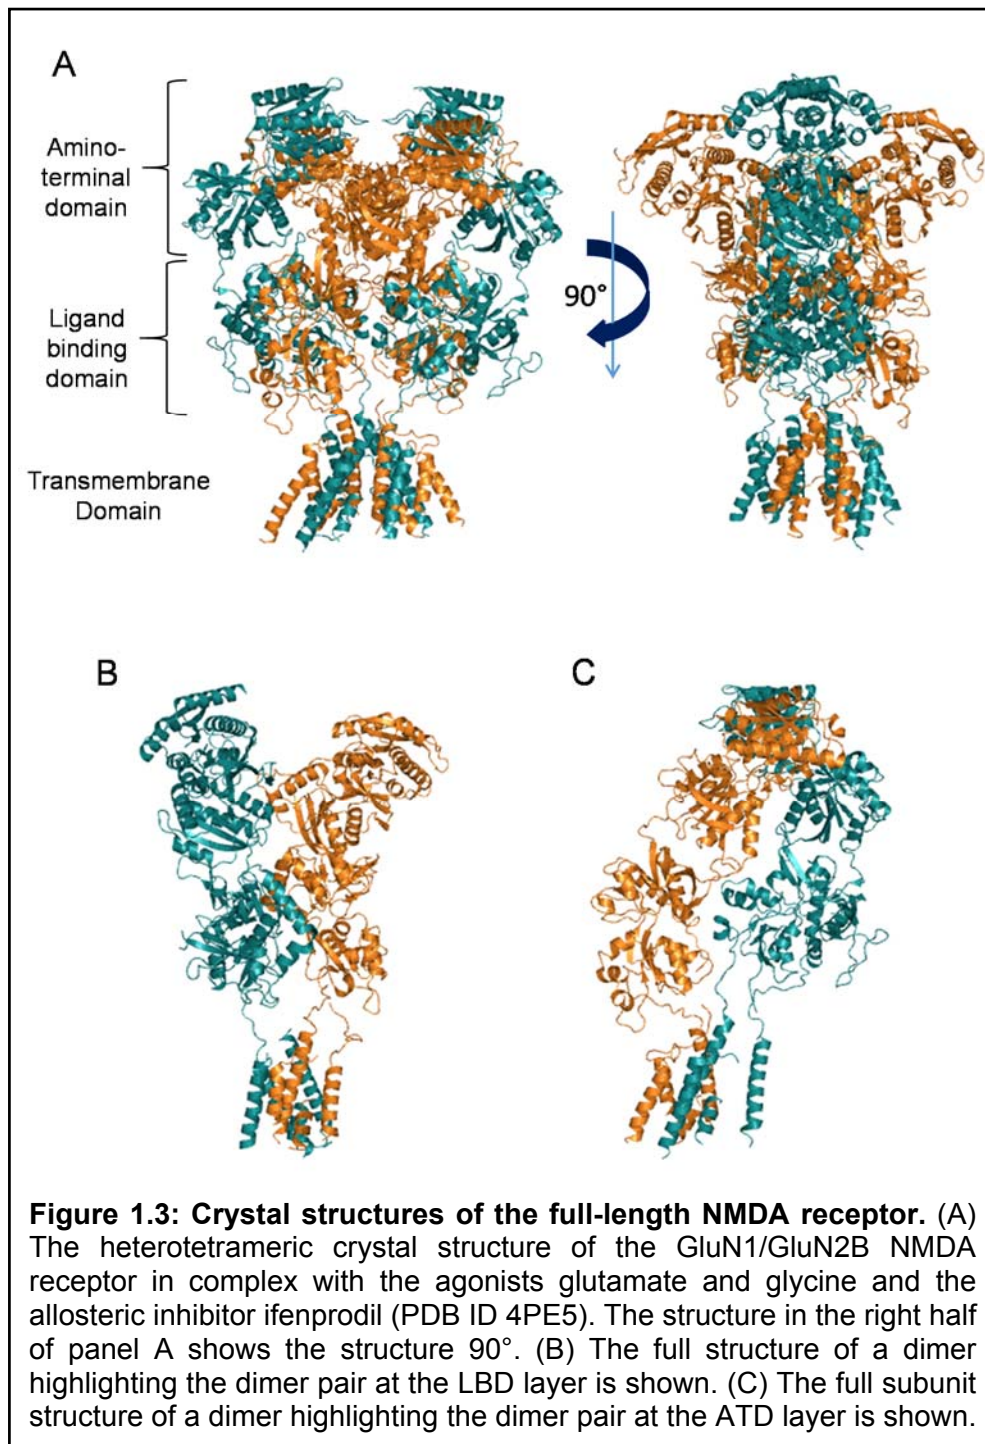 A
Amino-
terminal
domain
Ligand
binding
domain
Transmembrane
Domain
90°
B
C
Figure 1.3: Crystal structures of the full-length NMDA receptor. (A)
The heterotetrameric crystal structure of the GluN1/GluN2B NMDA
receptor in complex with the agonists glutamate and glycine and the
allosteric inhibitor ifenprodil (PDB ID 4PE5). The structure in the right half
of panel A shows the structure 90°. (B) The full structure of a dimer
highlighting the dimer pair at the LBD layer is shown. (C) The full subunit
structure of a dimer highlighting the dimer pair at the ATD layer is shown.